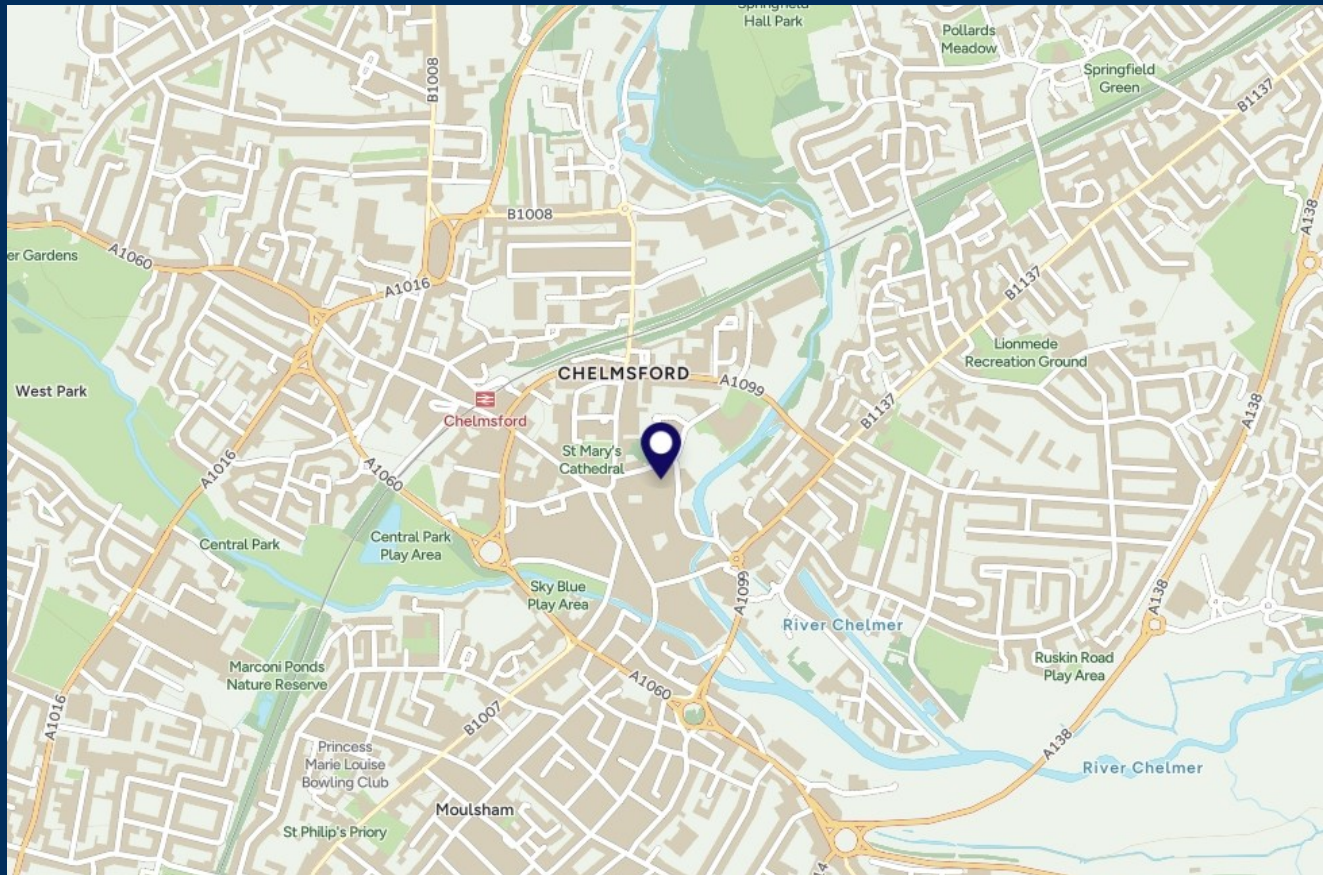 Hall Park
Pollards
Meadow
Springfield
Green
B1008
B1137
B1008
A138
er Gardens
A1060
A1016
B1137
Lionmede
Recreation Ground
CHELMSFORD
A1099
West Park
Chelmsford
B1137
A138
St Mary's
Cathedral
A1016
A1060
Central Park
Central Park
Play Area
Sky Blue
Play Area
A1099
A138
River Chelmer
Marconi Ponds
Nature Reserve
Ruskin Road
Play Area
A1060
A1016
B1007
A138
Princess
Marie Louise
Bowling Club
River Chelmer
Moulsham
St Philip's Priory